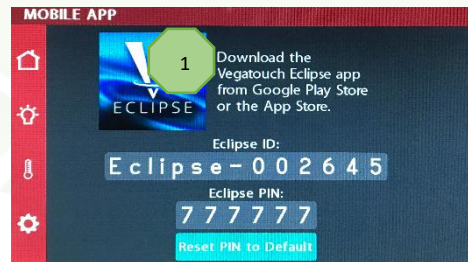 MOBILE APP
1
ECLIPSE
Download the
Vegatouch Eclipse app
from Google Play Store
or the App Store.
Eclipse ID:
Eclipse-002645
Eclipse PIN:
777777
Reset PIN to Default